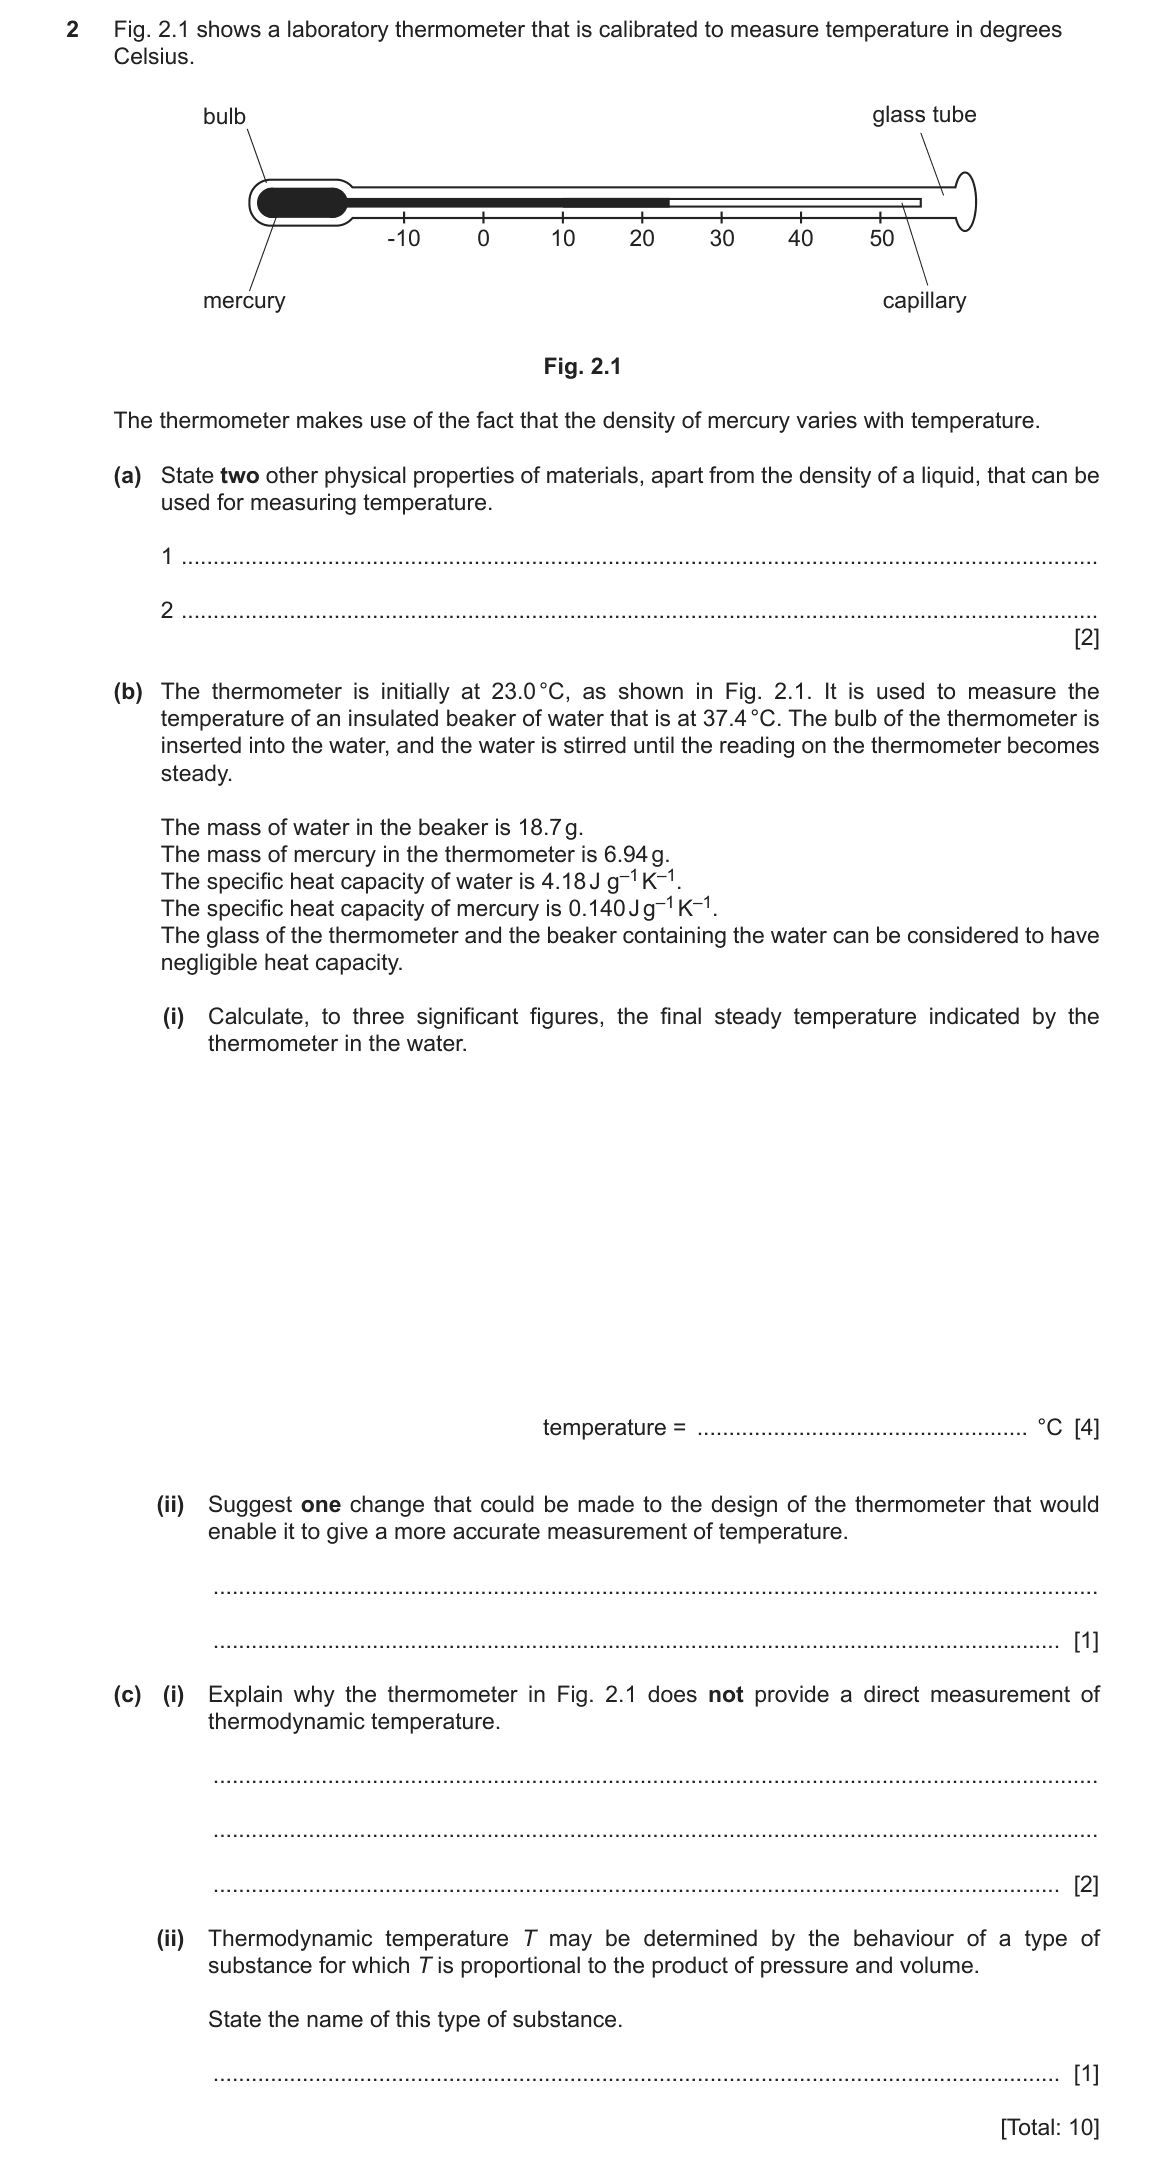 2 Fig. 2.1 shows a laboratory thermometer that is calibrated to measure temperature in degrees
Celsius.
bulb
glass tube
-10 0 10 20 30 40 50
mercury
capillary
Fig. 2.1
The thermometer makes use of the fact that the density of mercury varies with temperature.
(a) State two other physical properties of materials, apart from the density of a liquid, that can be
used for measuring temperature.
1 ..........................................................................................................................................
2 ..........................................................................................................................................
[2]
(b) The thermometer is initially at 23.0 °C, as shown in Fig. 2.1. It is used to measure the
temperature of an insulated beaker of water that is at 37.4 °C. The bulb of the thermometer is
inserted into the water, and the water is stirred until the reading on the thermometer becomes
steady.
The mass of water in the beaker is 18.7 g.
The mass of mercury in the thermometer is 6.94 g.
The specific heat capacity of water is 4.18 J g⁻¹ K⁻¹.
The specific heat capacity of mercury is 0.140 J g⁻¹ K⁻¹.
The glass of the thermometer and the beaker containing the water can be considered to have
negligible heat capacity.
(i) Calculate, to three significant figures, the final steady temperature indicated by the
thermometer in the water.
temperature = .................................................... °C [4]
(ii) Suggest one change that could be made to the design of the thermometer that would
enable it to give a more accurate measurement of temperature.
..........................................................................................................................................
.................................................................................................................................... [1]
(c) (i) Explain why the thermometer in Fig. 2.1 does not provide a direct measurement of
thermodynamic temperature.
..........................................................................................................................................
..........................................................................................................................................
.................................................................................................................................... [2]
(ii) Thermodynamic temperature T may be determined by the behaviour of a type of
substance for which T is proportional to the product of pressure and volume.
State the name of this type of substance.
.................................................................................................................................... [1]
[Total: 10]